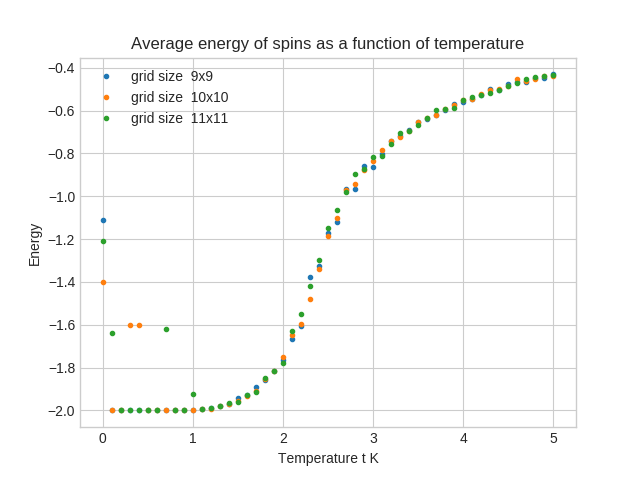 Average energy of spins as a function of temperature
−0.4
−0.6
−0.8
−1.0
−1.2
−1.4
−1.6
−1.8
−2.0
Energy
grid size 9x9
grid size 10x10
grid size 11x11
0 1 2 3 4 5
Temperature t K